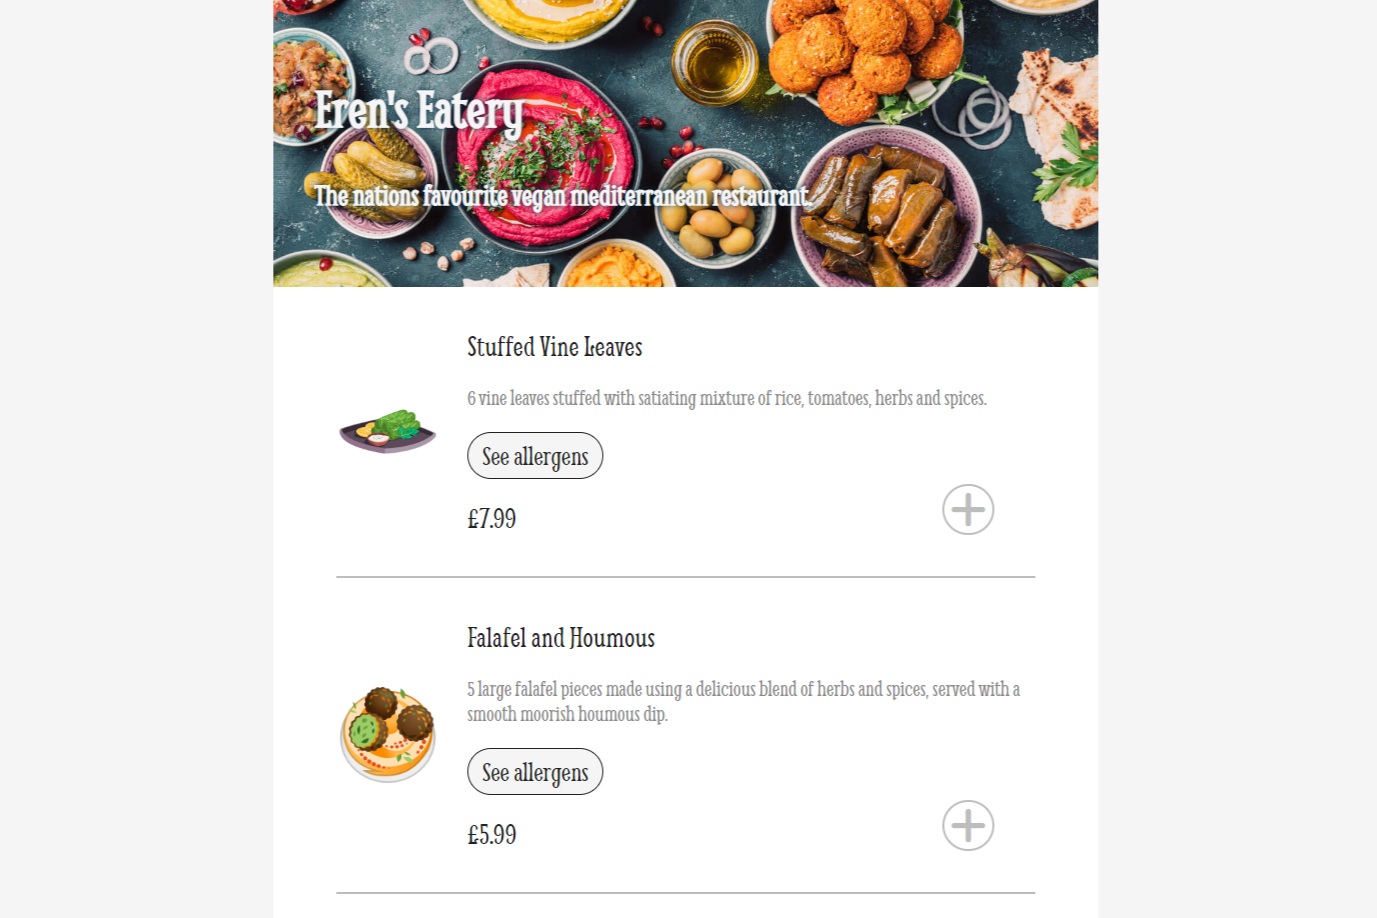 Eren's Eatery
The nations favourite vegan mediterranean restaurant.
Stuffed Vine Leaves
6 vine leaves stuffed with satiating mixture of rice, tomatoes, herbs and spices.
See allergens
£7.99
Falafel and Houmous
5 large falafel pieces made using a delicious blend of herbs and spices, served with a
smooth moorish houmous dip.
See allergens
£5.99